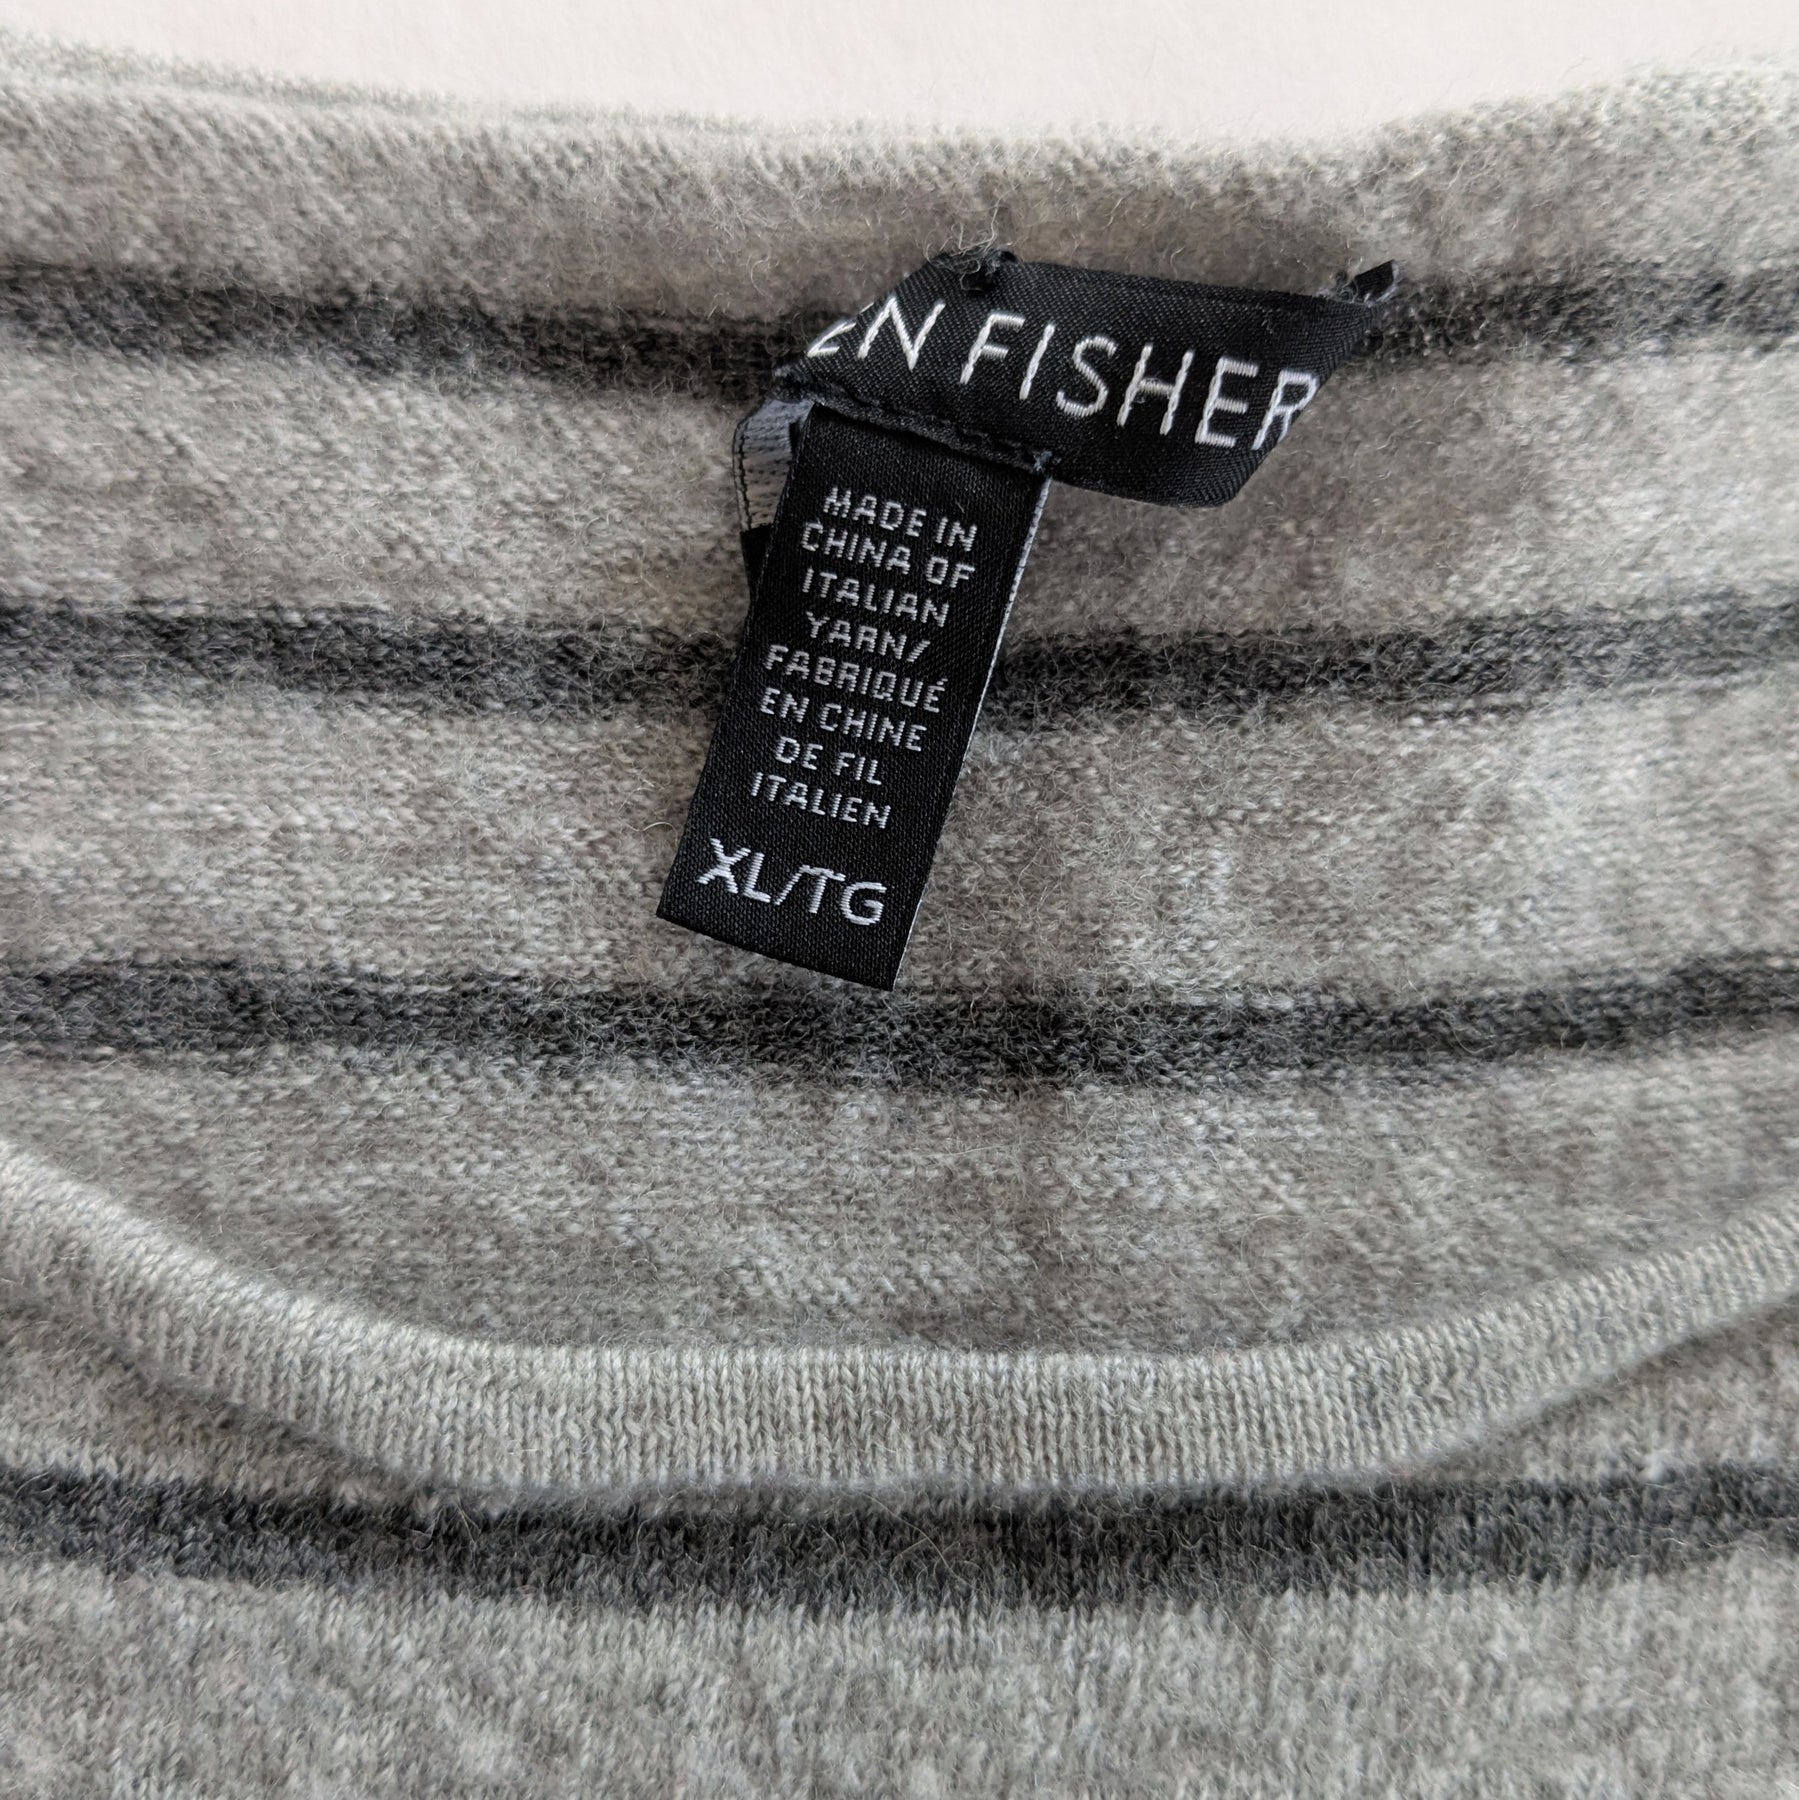 EN FISHER
MADE IN
CHINA OF
ITALIAN
YARN/
FABRIQUÉ
EN CHINE
DE FIL
ITALIEN
XL/TG